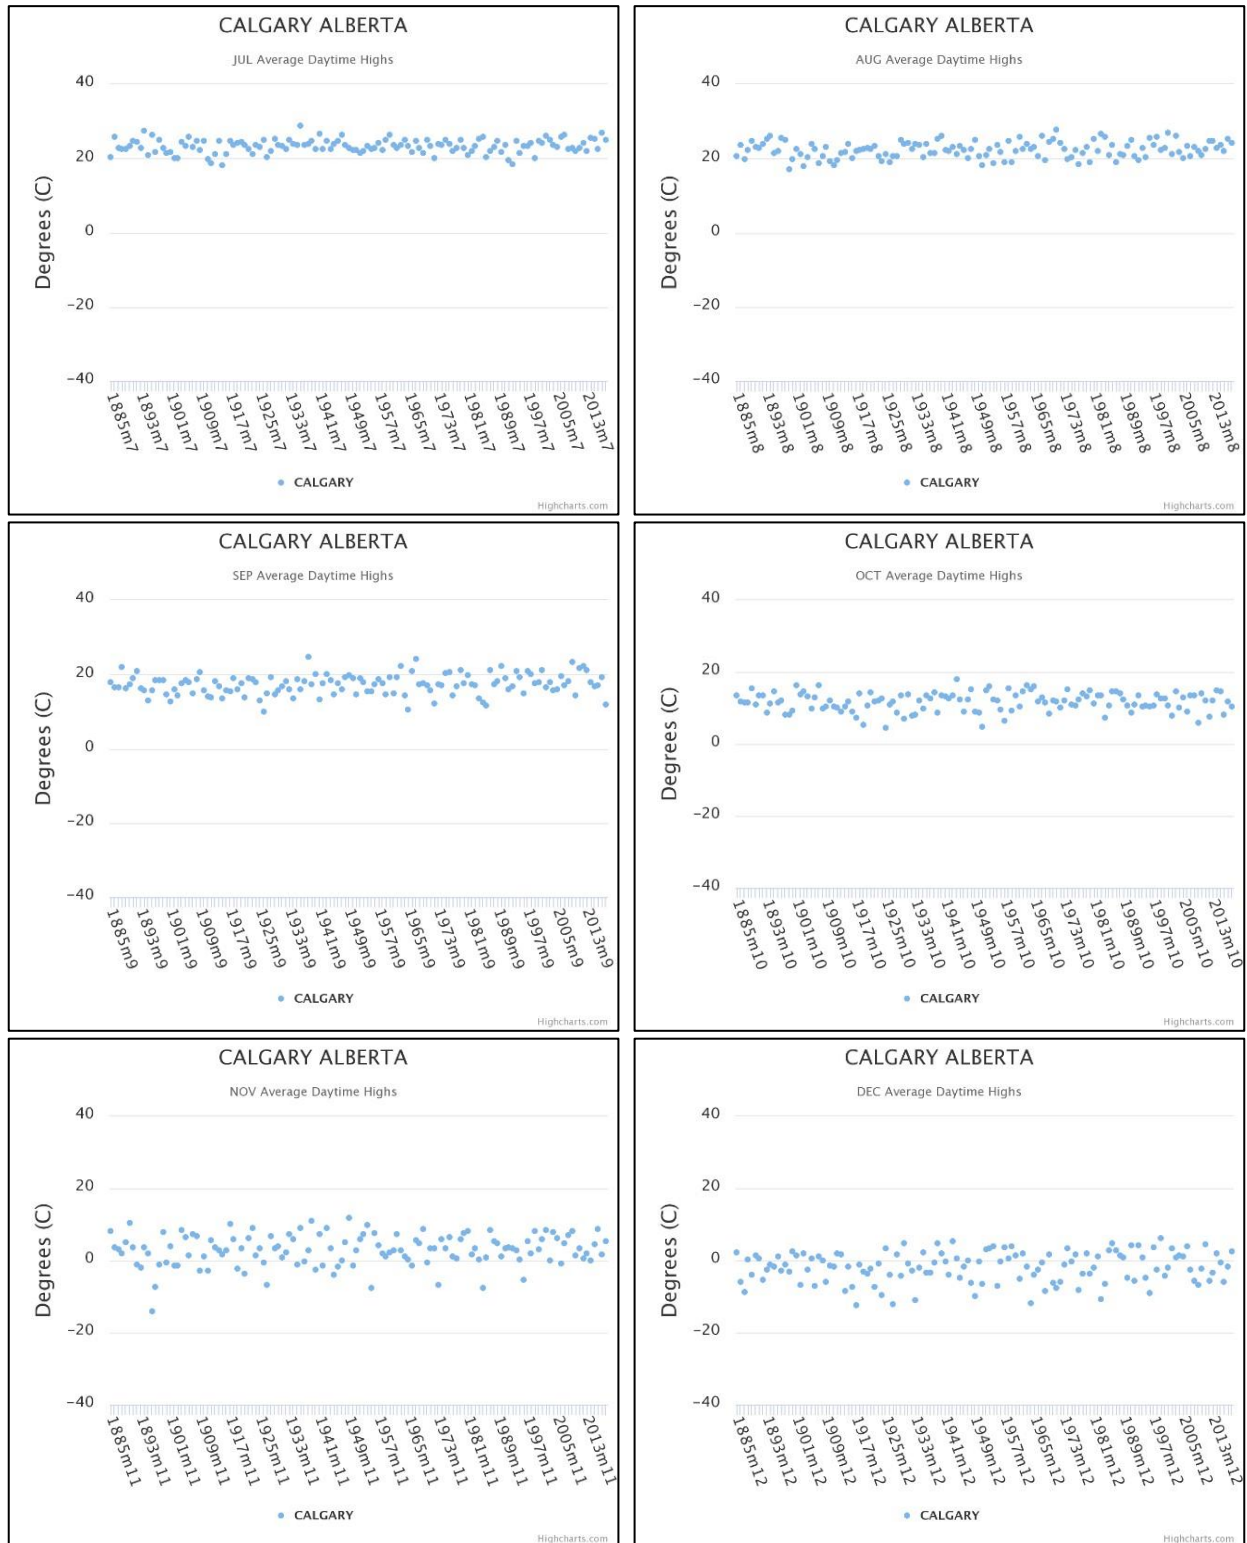 CALGARY ALBERTA
JUL Average Daytime Highs
Degrees (C)
40
20
0
−20
−40
1885m7 1893m7 1901m7 1909m7 1917m7 1925m7 1933m7 1941m7 1949m7 1957m7 1965m7 1973m7 1981m7 1989m7 1997m7 2005m7 2013m7
CALGARY
Highcharts.com
CALGARY ALBERTA
AUG Average Daytime Highs
Degrees (C)
40
20
0
−20
−40
1885m8 1893m8 1901m8 1909m8 1917m8 1925m8 1933m8 1941m8 1949m8 1957m8 1965m8 1973m8 1981m8 1989m8 1997m8 2005m8 2013m8
CALGARY
Highcharts.com
CALGARY ALBERTA
SEP Average Daytime Highs
Degrees (C)
40
20
0
−20
−40
1885m9 1893m9 1901m9 1909m9 1917m9 1925m9 1933m9 1941m9 1949m9 1957m9 1965m9 1973m9 1981m9 1989m9 1997m9 2005m9 2013m9
CALGARY
Highcharts.com
CALGARY ALBERTA
OCT Average Daytime Highs
Degrees (C)
40
20
0
−20
−40
1885m10 1893m10 1901m10 1909m10 1917m10 1925m10 1933m10 1941m10 1949m10 1957m10 1965m10 1973m10 1981m10 1989m10 1997m10 2005m10 2013m10
CALGARY
Highcharts.com
CALGARY ALBERTA
NOV Average Daytime Highs
Degrees (C)
40
20
0
−20
−40
1885m11 1893m11 1901m11 1909m11 1917m11 1925m11 1933m11 1941m11 1949m11 1957m11 1965m11 1973m11 1981m11 1989m11 1997m11 2005m11 2013m11
CALGARY
Highcharts.com
CALGARY ALBERTA
DEC Average Daytime Highs
Degrees (C)
40
20
0
−20
−40
1885m12 1893m12 1901m12 1909m12 1917m12 1925m12 1933m12 1941m12 1949m12 1957m12 1965m12 1973m12 1981m12 1989m12 1997m12 2005m12 2013m12
CALGARY
Highcharts.com